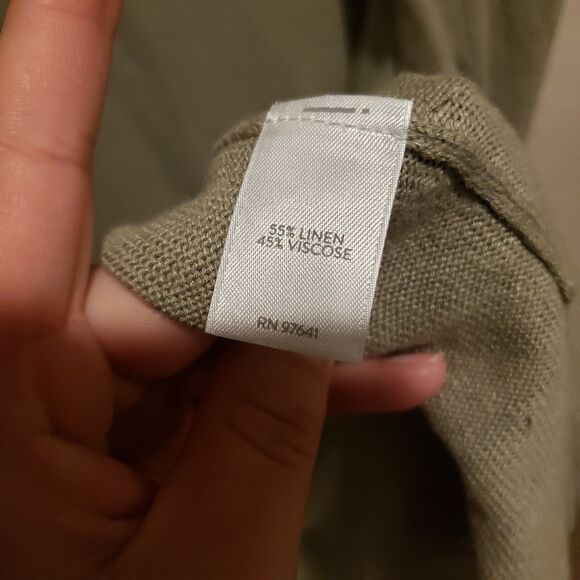 55% LINEN
45% VISCOSE
RN 97641